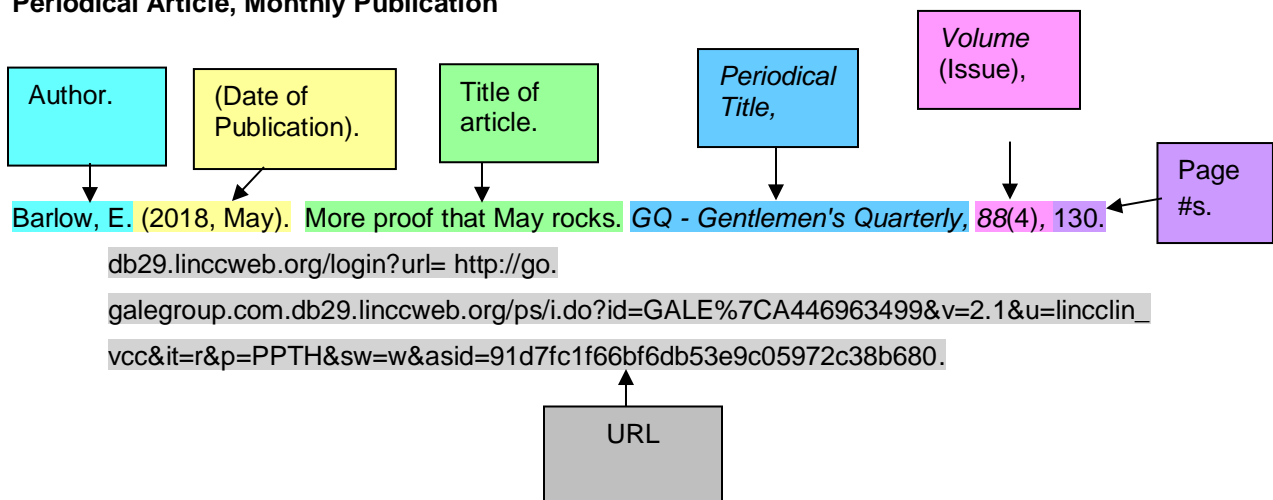 Periodical Article, Monthly Publication
Author.
(Date of
Publication).
Title of
article.
Periodical
Title,
Volume
(Issue),
Page
#s.
Barlow, E. (2018, May). More proof that May rocks. GQ - Gentlemen's Quarterly, 88(4), 130.
db29.linccweb.org/login?url= http://go.
galegroup.com.db29.linccweb.org/ps/i.do?id=GALE%7CA446963499&v=2.1&u=lincclin_
vcc&it=r&p=PPTH&sw=w&asid=91d7fc1f66bf6db53e9c05972c38b680.
URL